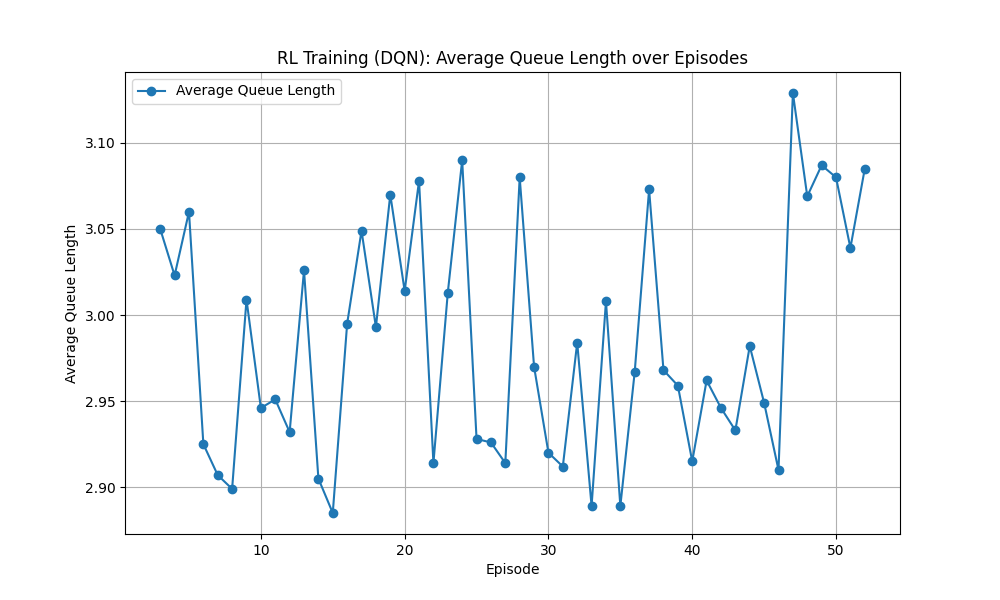 RL Training (DQN): Average Queue Length over Episodes
Average Queue Length
3.10
3.05
3.00
2.95
2.90
Average Queue Length
10 20 30 40 50
Episode